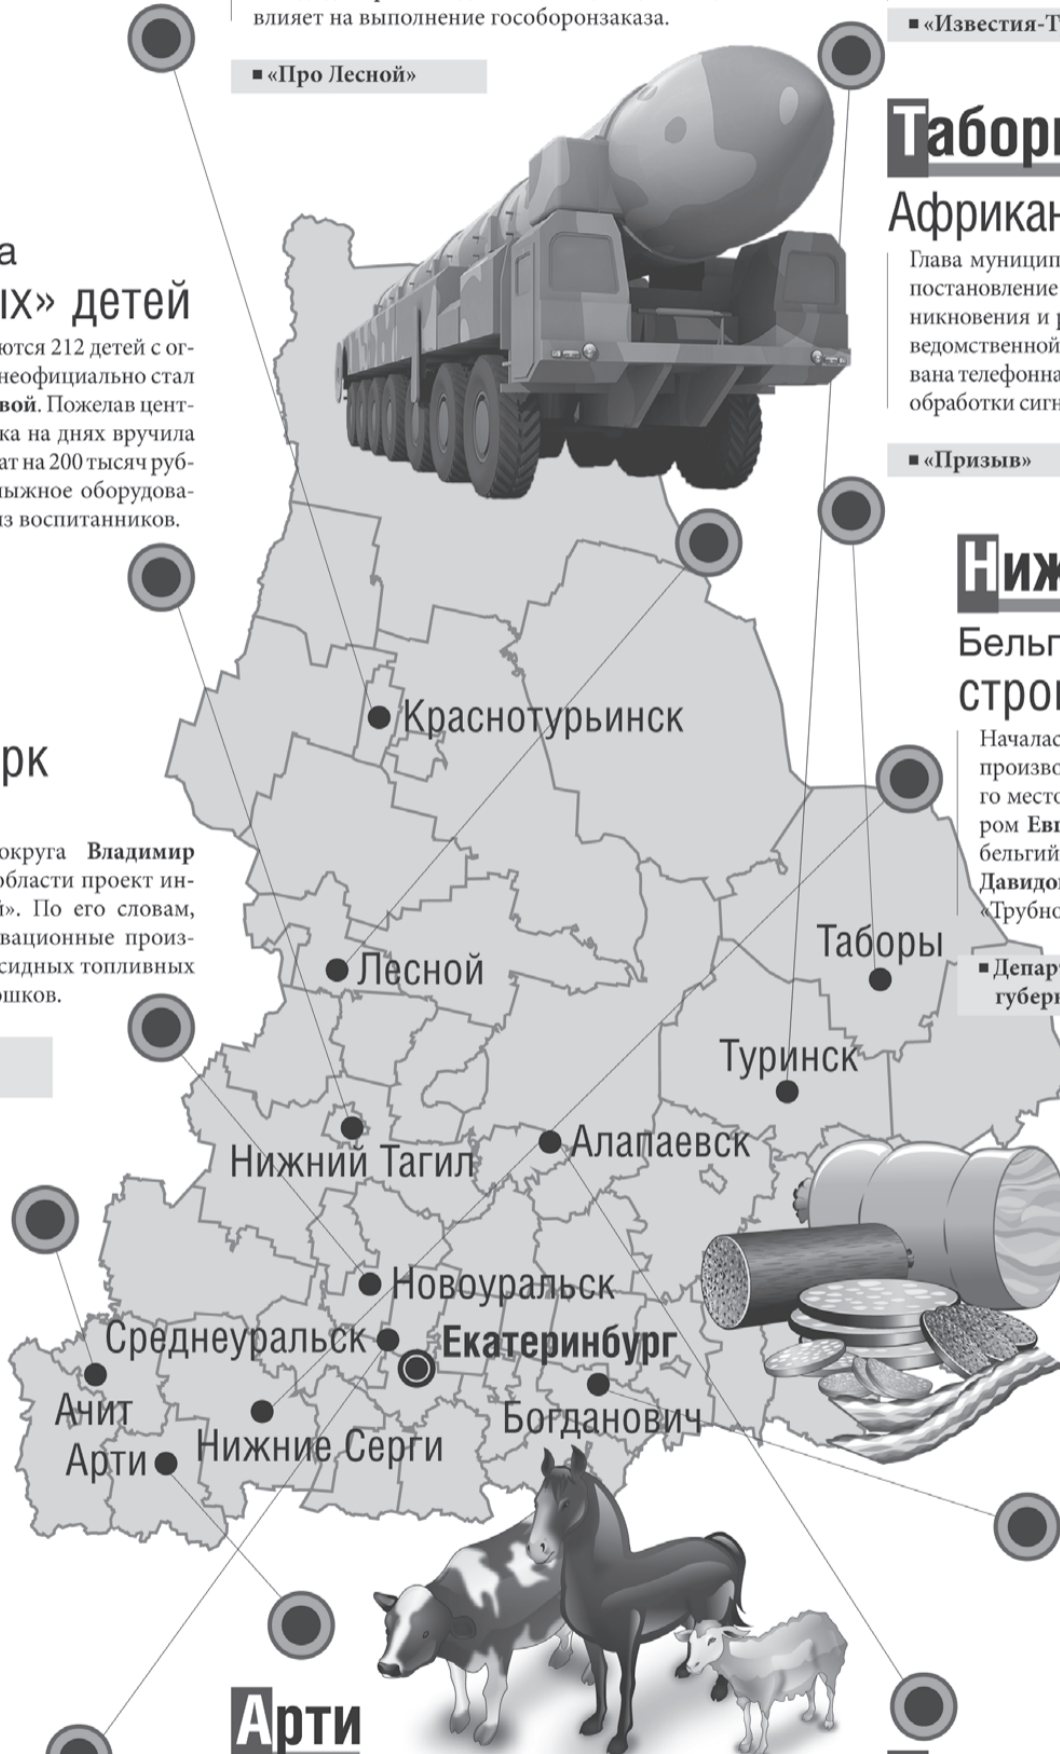 влияет на выполнение гособоронзаказа.
▪ «Про Лесной»
а
ых» детей
ются 212 детей с ог-
неофициально стал
вой. Пожелав цент-
ка на днях вручила
ат на 200 тысяч руб-
ыжное оборудова-
из воспитанников.
рк
округа Владимир
области проект ин-
й». По его словам,
вационные произ-
сидных топливных
ошков.
▪ «Известия-Т
Табор
Африкан
Глава муницип
постановление
никновения и р
ведомственной
вана телефонна
обработки сигн
▪ «Призыв»
Ниж
Бельг
строи
Началас
произво
го место
ром Евг
бельгий
Давидо
«Трубно
▪ Депар
губерн
Краснотурьинск
Лесной
Таборы
Туринск
Нижний Тагил
Алапаевск
Новоуральск
Среднеуральск
Екатеринбург
Ачит
Богданович
Арти
Нижние Серги
Арти